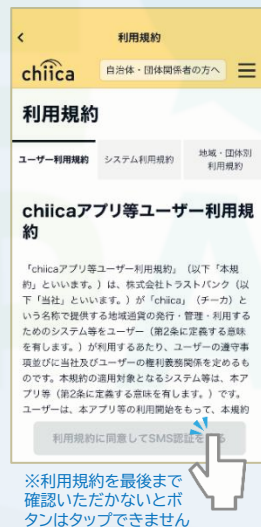 利用規約
chiica
自治体・団体関係者の方へ
利用規約
ユーザー利用規約
システム利用規約
地域・団体別
利用規約
chiicaアプリ等ユーザー利用規
約
「chiicaアプリ等ユーザー利用規約」(以下「本規
約」といいます。)は、株式会社トラストバンク(以
下「当社」といいます。)が「chiica」(チーカ)と
いう名称で提供する地域通貨の発行・管理・利用する
ためのシステム等をユーザー(第2条に定義する意味
を有します。)が利用するあたり、ユーザーの遵守事
項並びに当社及びユーザーの権利義務関係を定めるも
のです。本規約の適用対象となるシステム等は、本ア
プリ等(第2条に定義する意味を有します。)です。
ユーザーは、本アプリ等の利用開始をもって、本規約
利用規約に同意してSMS認証を
る
※利用規約を最後まで
確認いただかないとボ
タンはタップできません